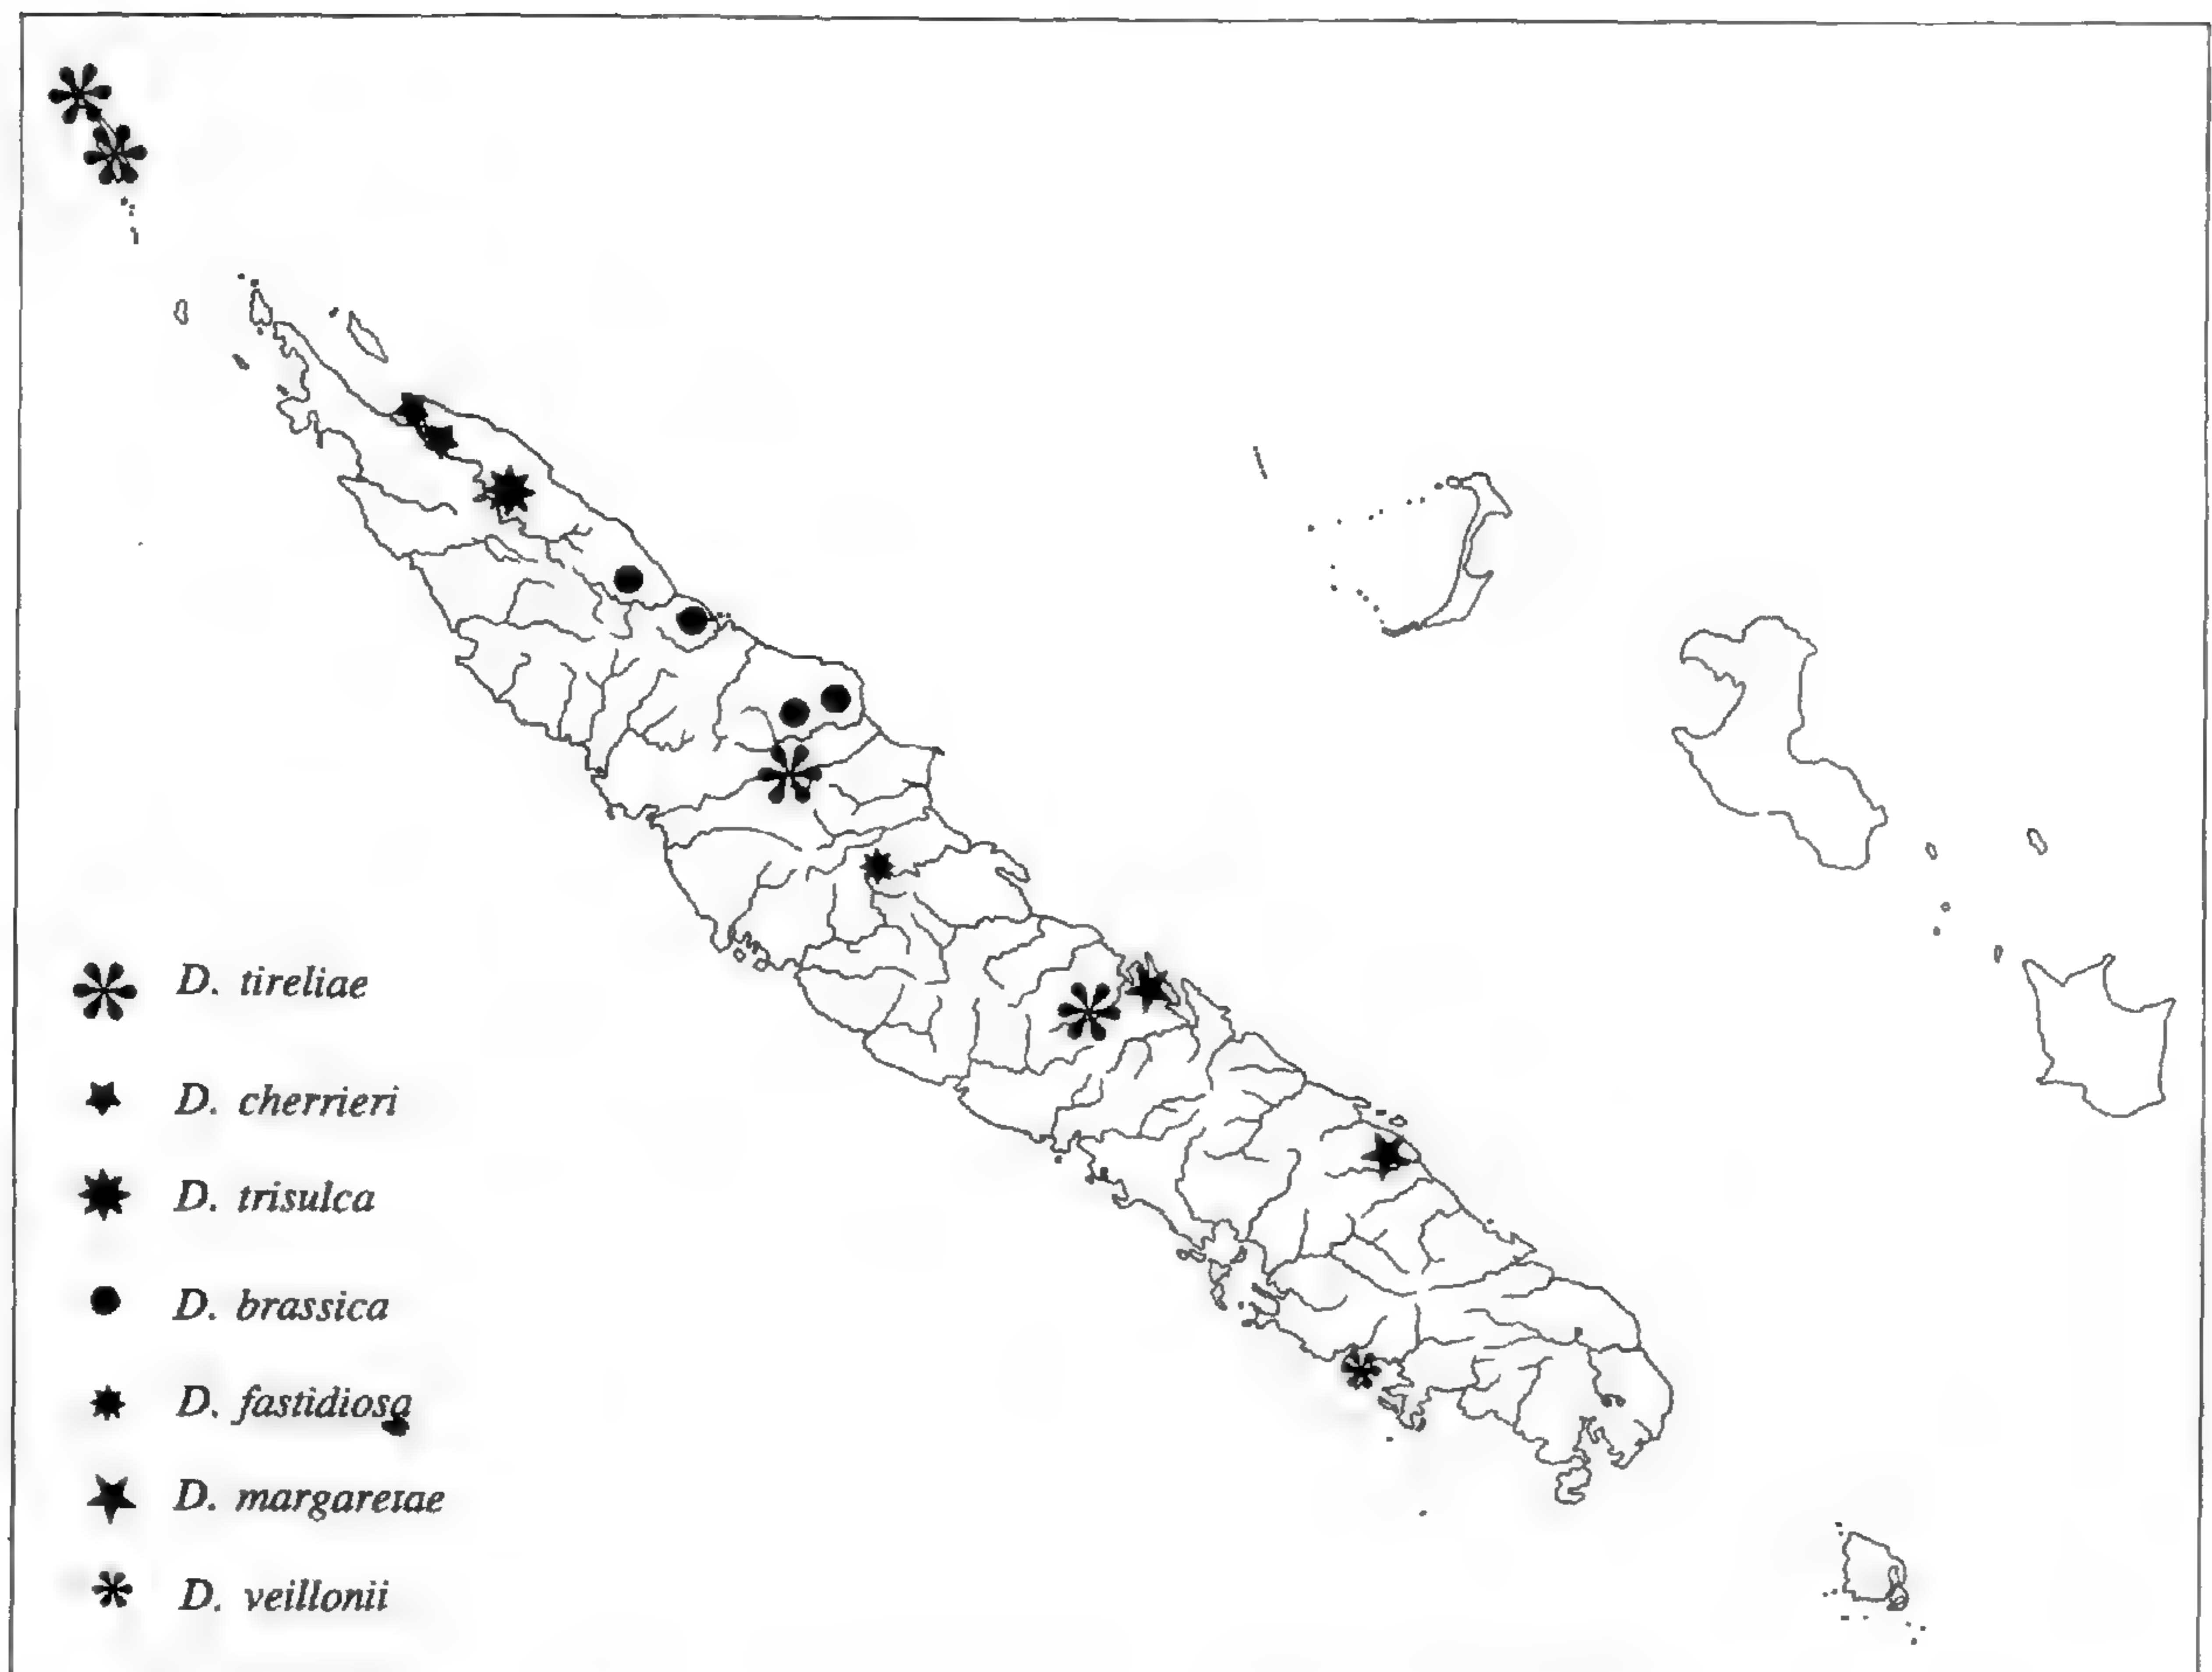 D. tireliae
D. cherrieri
D. trisulca
D. brassica
D. fastidiosa
D. margaretae
D. veillonii